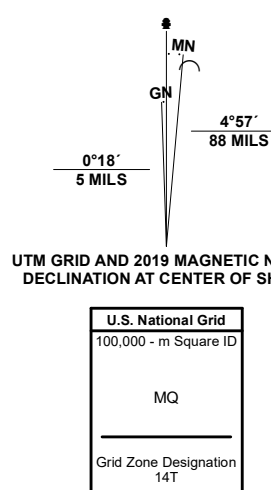 MN
GN
4°57´
88 MILS
0°18´
5 MILS
UTM GRID AND 2019 MAGNETIC
DECLINATION AT CENTER OF
U.S. National Grid
100,000 - m Square ID
MQ
Grid Zone Designation
14T